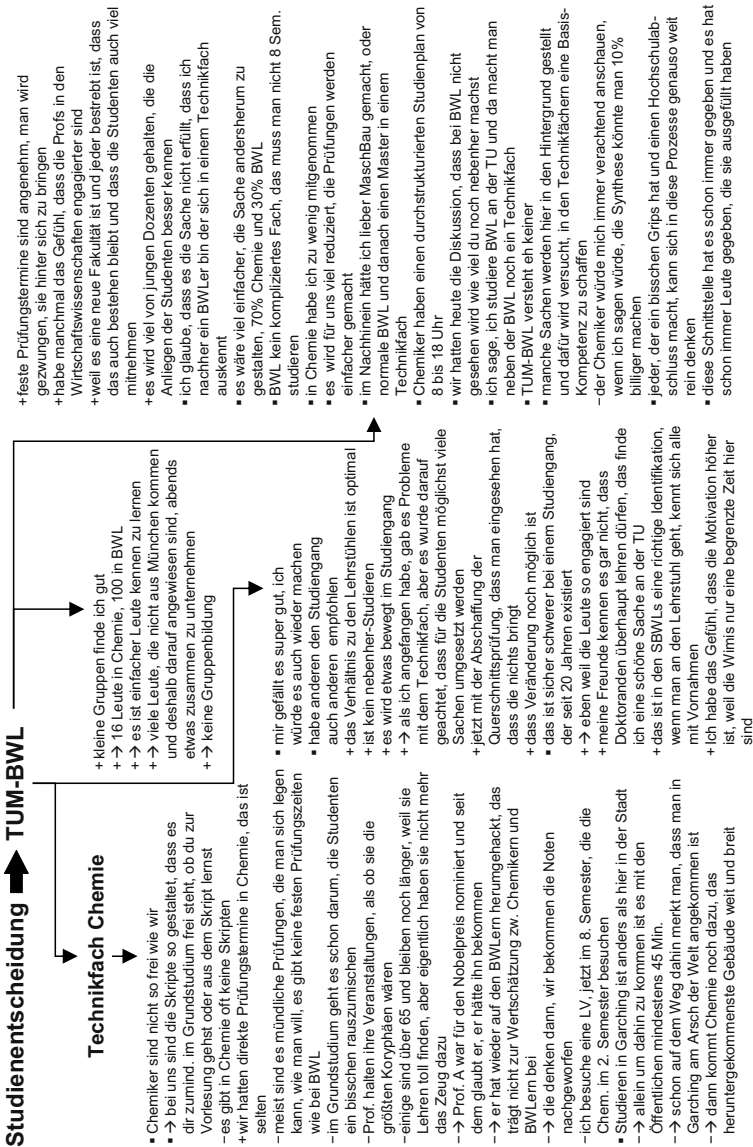 Studienentscheidung ➡ TUM-BWL
Technikfach Chemie
▪ Chemiker sind nicht so frei wie wir
▪ → bei uns sind die Skripte so gestaltet, dass es
dir zumind. im Grundstudium frei steht, ob du zur
Vorlesung gehst oder aus dem Skript lernst
– es gibt in Chemie oft keine Skripten
+ wir hatten direkte Prüfungstermine in Chemie, das ist
selten
– meist sind es mündliche Prüfungen, die man sich legen
kann, wie man will, es gibt keine festen Prüfungszeiten
wie bei BWL
– im Grundstudium geht es schon darum, die Studenten
ein bisschen rauszumischen
– Prof. halten ihre Veranstaltungen, als ob sie die
größten Koryphäen wären
– einige sind über 65 und bleiben noch länger, weil sie
Lehren toll finden, aber eigentlich haben sie nicht mehr
das Zeug dazu
– → Prof. A war für den Nobelpreis nominiert und seit
dem glaubt er, er hätte ihn bekommen
– → er hat wieder auf den BWLern herumgehackt, das
trägt nicht zur Wertschätzung zw. Chemikern und
BWLern bei
– → die denken dann, wir bekommen die Noten
nachgeworfen
– ich besuche eine LV, jetzt im 8. Semester, die die
Chem. im 2. Semester besuchen
▪ Studieren in Garching ist anders als hier in der Stadt
– → allein um dahin zu kommen ist es mit den
Öffentlichen mindestens 45 Min.
– → schon auf dem Weg dahin merkt man, dass man in
Garching am Arsch der Welt angekommen ist
– → dann kommt Chemie noch dazu, das
heruntergekommenste Gebäude weit und breit
+ kleine Gruppen finde ich gut
+ → 16 Leute in Chemie, 100 in BWL
+ → es ist einfacher Leute kennen zu lernen
+ → viele Leute, die nicht aus München kommen
und deshalb darauf angewiesen sind, abends
etwas zusammen zu unternehmen
+ → keine Gruppenbildung
▪ mir gefällt es super gut, ich
würde es auch wieder machen
▪ habe anderen den Studiengang
auch anderen empfohlen
+ das Verhältnis zu den Lehrstühlen ist optimal
+ ist kein nebenher-Studieren
+ es wird etwas bewegt im Studiengang
+ → als ich angefangen habe, gab es Probleme
mit dem Technikfach, aber es wurde darauf
geachtet, dass für die Studenten möglichst viele
Sachen umgesetzt werden
+ jetzt mit der Abschaffung der
Querschnittsprüfung, dass man eingesehen hat,
dass die nichts bringt
+ dass Veränderung noch möglich ist
▪ das ist sicher schwerer bei einem Studiengang,
der seit 20 Jahren existiert
+ → eben weil die Leute so engagiert sind
+ meine Freunde kennen es gar nicht, dass
Doktoranden überhaupt lehren dürfen, das finde
ich eine schöne Sache an der TU
+ das ist in den SBWLs eine richtige Identifikation,
wenn man an den Lehrstuhl geht, kennt sich alle
mit Vornahmen
+ Ich habe das Gefühl, dass die Motivation höher
ist, weil die Wimis nur eine begrenzte Zeit hier
sind
+ feste Prüfungstermine sind angenehm, man wird
gezwungen, sie hinter sich zu bringen
+ habe manchmal das Gefühl, dass die Profs in den
Wirtschaftswissenschaften engagierter sind
+ weil es eine neue Fakultät ist und jeder bestrebt ist, dass
das auch bestehen bleibt und dass die Studenten auch viel
mitnehmen
+ es wird viel von jungen Dozenten gehalten, die die
Anliegen der Studenten besser kennen
▪ ich glaube, dass es die Sache nicht erfüllt, dass ich
nachher ein BWLer bin der sich in einem Technikfach
auskennt
▪ es wäre viel einfacher, die Sache andersherum zu
gestalten, 70% Chemie und 30% BWL
▪ BWL kein kompliziertes Fach, das muss man nicht 8 Sem.
studieren
▪ in Chemie habe ich zu wenig mitgenommen
▪ es wird für uns viel reduziert, die Prüfungen werden
einfacher gemacht
▪ im Nachhinein hätte ich lieber MaschBau gemacht, oder
normale BWL und danach einen Master in einem
Technikfach
▪ Chemiker haben einen durchstrukturierten Studienplan von
8 bis 18 Uhr
▪ wir hatten heute die Diskussion, dass bei BWL nicht
gesehen wird wie viel du noch nebenher machst
▪ ich sage, ich studiere BWL an der TU und da macht man
neben der BWL noch ein Technikfach
▪ TUM-BWL versteht eh keiner
▪ manche Sachen werden hier in den Hintergrund gestellt
und dafür wird versucht, in den Technikfächern eine Basis-
Kompetenz zu schaffen
– der Chemiker würde mich immer verachtend anschauen,
wenn ich sagen würde, die Synthese könnte man 10%
billiger machen
▪ jeder, der ein bisschen Grips hat und einen Hochschulab-
schluss macht, kann sich in diese Prozesse genauso weit
rein denken
▪ diese Schnittstelle hat es schon immer gegeben und es hat
schon immer Leute gegeben, die sie ausgefüllt haben